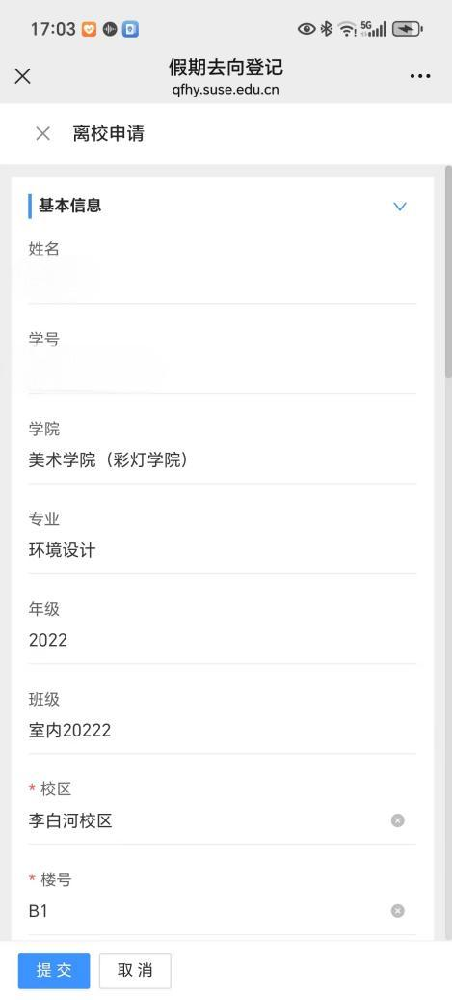 17:03
5G
假期去向登记
qfhy.suse.edu.cn
离校申请
基本信息
姓名
学号
学院
美术学院（彩灯学院）
专业
环境设计
年级
2022
班级
室内20222
* 校区
李白河校区
* 楼号
B1
提交 取消